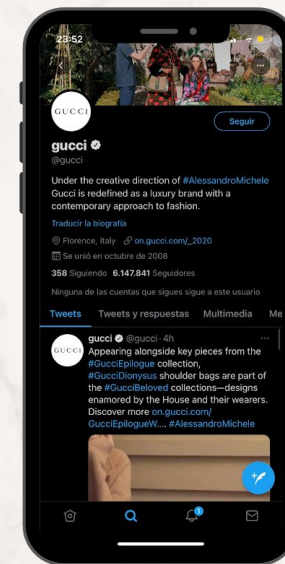 23:52
GUCCI
Seguir
gucci
@gucci
Under the creative direction of #AlessandroMichele
Gucci is redefined as a luxury brand with a
contemporary approach to fashion.
Traducir la biografía
Florence, Italy on.gucci.com/_2020
Se unió en octubre de 2008
358 Siguiendo 6.147.841 Seguidores
Ninguna de las cuentas que sigues sigue a este usuario
Tweets Tweets y respuestas Multimedia Me
GUCCI
gucci @gucci · 4h
Appearing alongside key pieces from the
#GucciEpilogue collection,
#GucciDionysus shoulder bags are part of
the #GucciBeloved collections—designs
enamored by the House and their wearers.
Discover more on.gucci.com/
GucciEpilogueW.... #AlessandroMichele
1